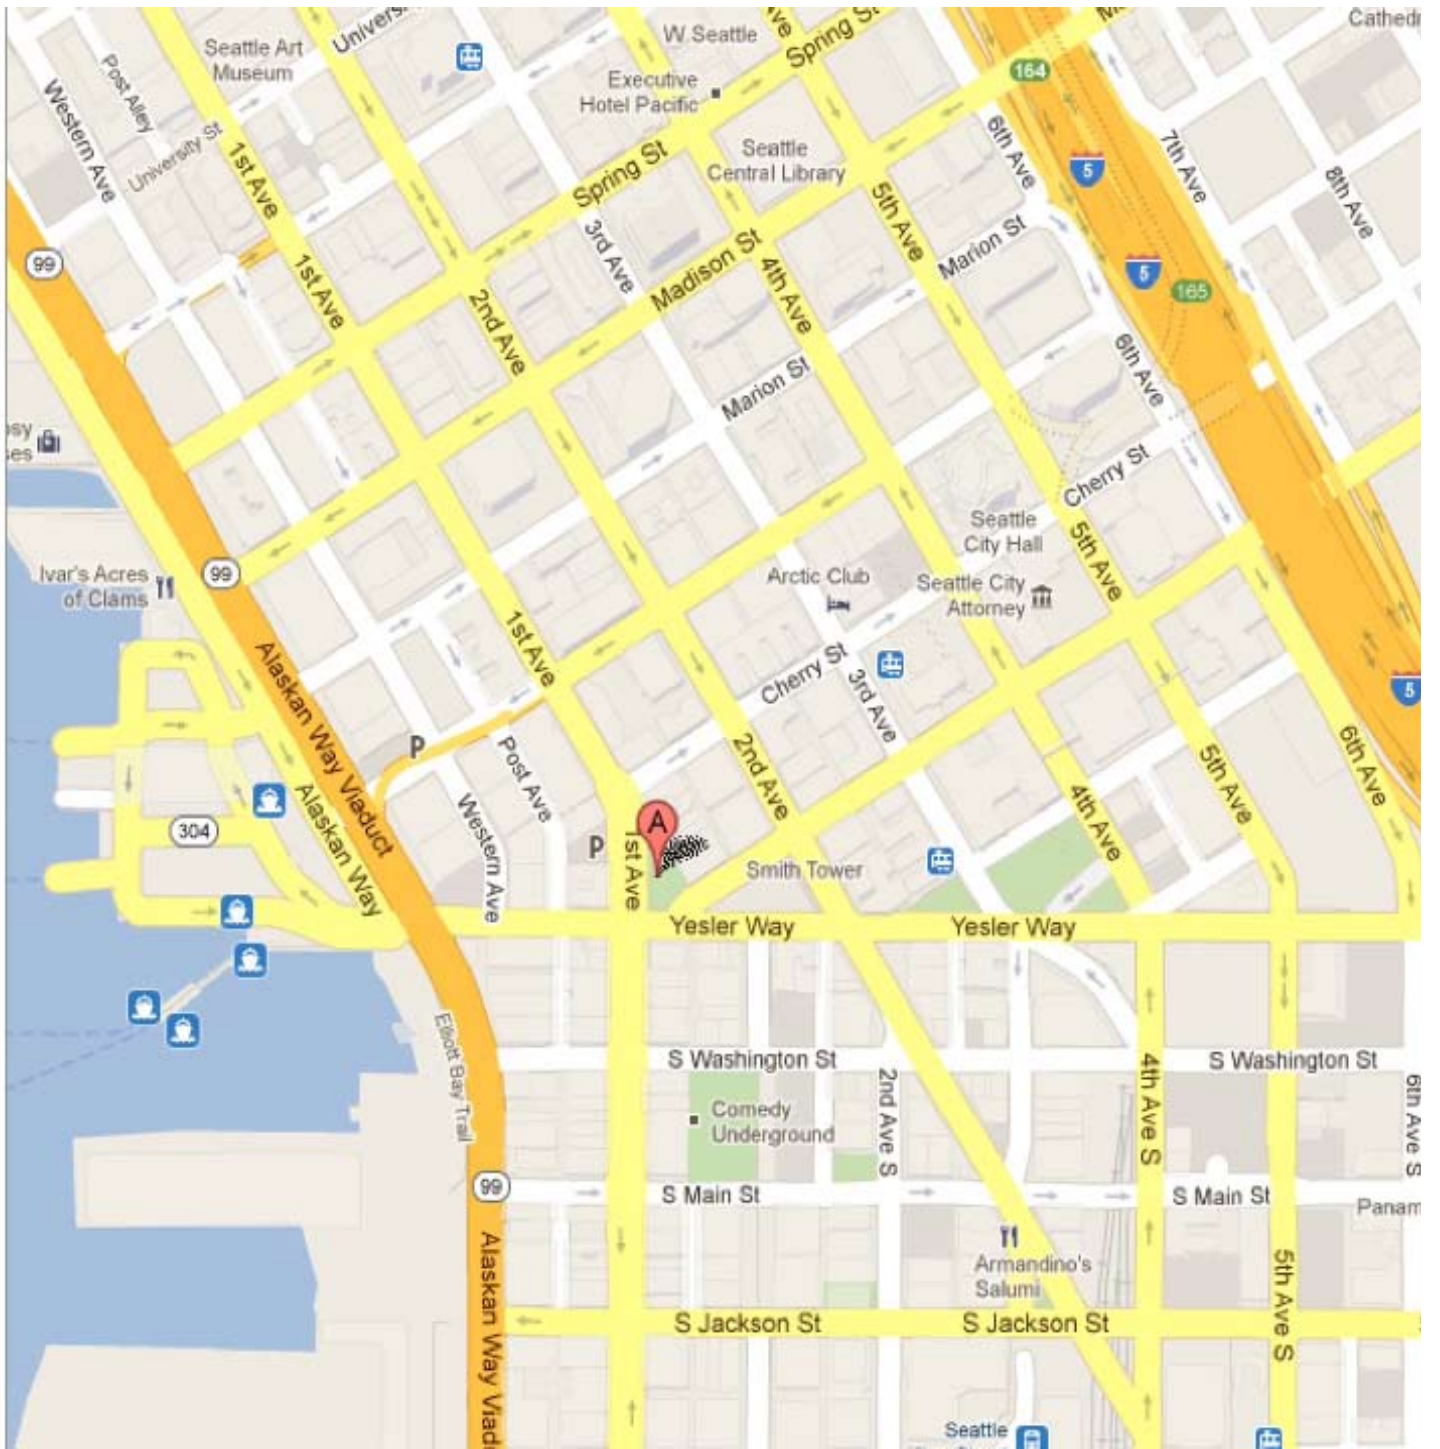 Cathedr
University
Spring St
W Seattle
Seattle Art
Museum
Post Alley
Western Ave
University St
1st Ave
Executive
Hotel Pacific
164
Seattle
Central Library
6th Ave
5
7th Ave
8th Ave
Spring St
5th Ave
99
1st Ave
3rd Ave
Madison St
4th Ave
Marion St
5
165
2nd Ave
6th Ave
Marion St
Cherry St
Seattle
City Hall
5th Ave
Ivar's Acres
of Clams
99
Arctic Club
Seattle City
Attorney
1st Ave
Cherry St
3rd Ave
5
Alaskan Way Viaduct
P
Post Ave
2nd Ave
4th Ave
5th Ave
6th Ave
Alaskan Way
304
Western Ave
P
1st Ave
A
Smith Tower
Yesler Way
Yesler Way
Elliott Bay Trail
S Washington St
S Washington St
2nd Ave S
4th Ave S
6th Ave S
Comedy
Underground
99
S Main St
S Main St
Panam
Alaskan Way Viad
Armandino's
Salumi
5th Ave S
S Jackson St
S Jackson St
Seattle